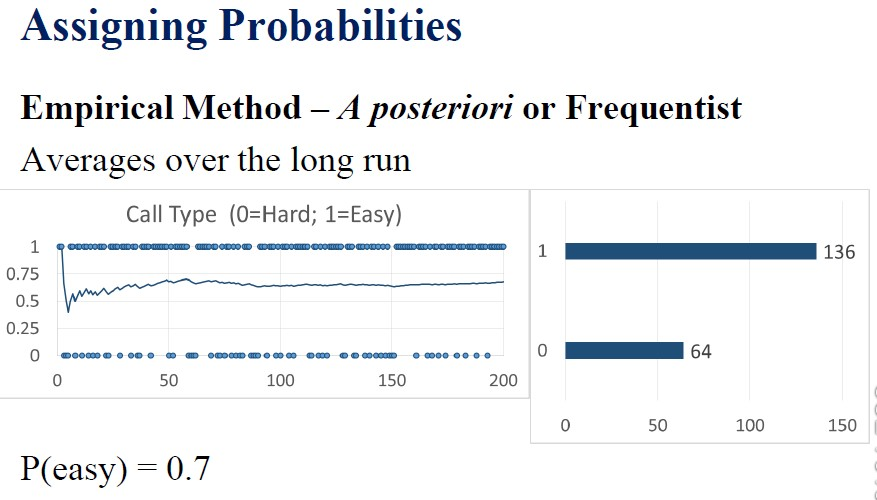 Assigning Probabilities
Empirical Method – A posteriori or Frequentist
Averages over the long run
Call Type (0=Hard; 1=Easy)
1
0.75
0.5
0.25
0
0 50 100 150 200
1 136
0 64
0 50 100 150
P(easy) = 0.7